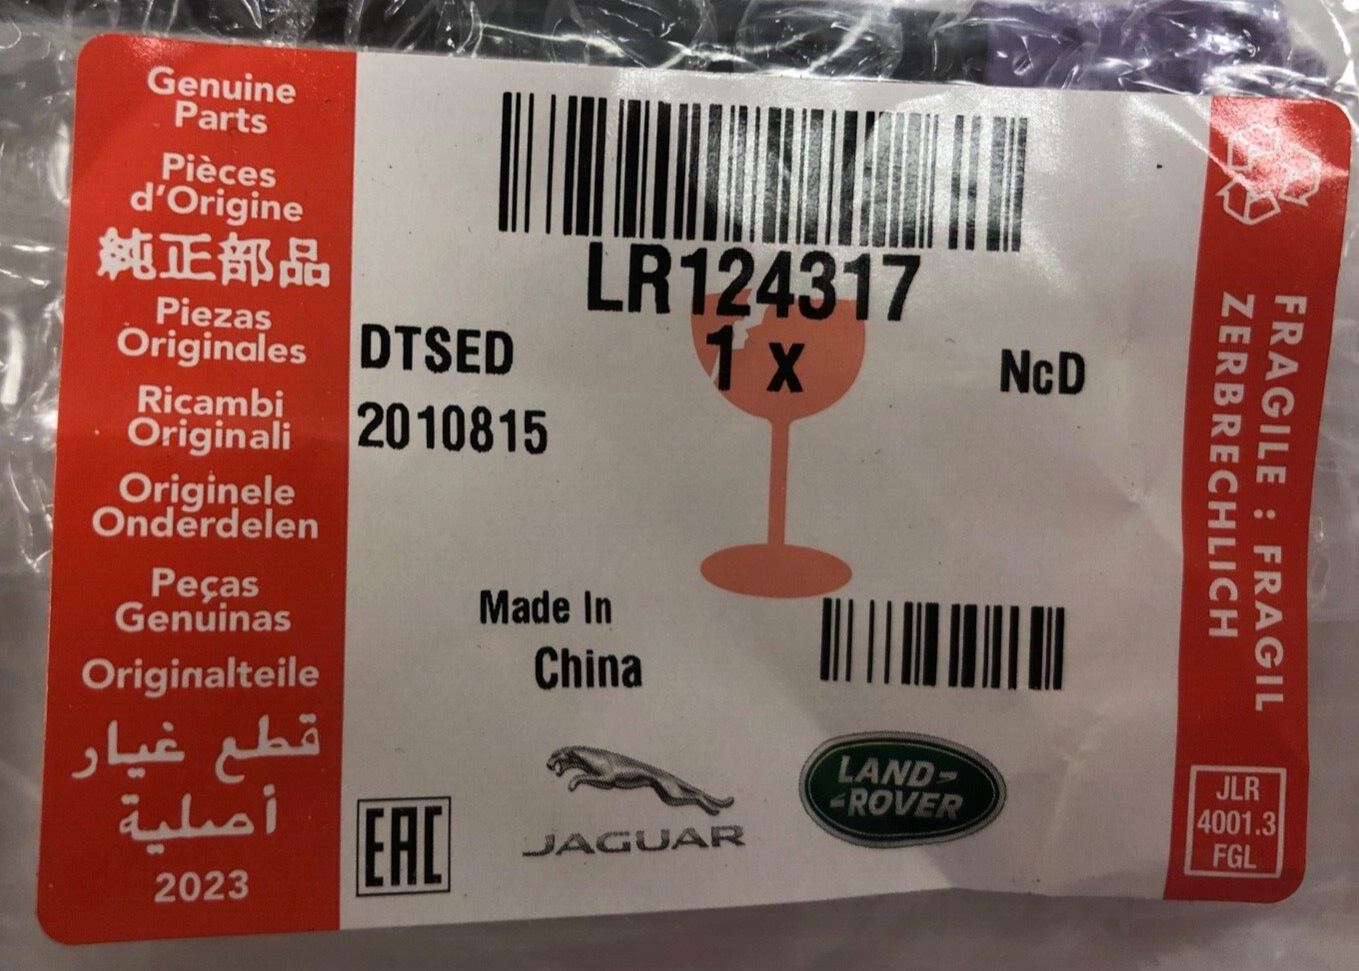 Genuine
Parts
Pièces
d'Origine
純正部品
Piezas
Originales
Ricambi
Originali
Originele
Onderdelen
Peças
Genuinas
Originalteile
قطع غيار
أصلية
2023
LR124317
1 x
DTSED
NcD
2010815
Made In
China
EAC
JAGUAR
LAND-
-ROVER
FRAGILE : FRAGIL
ZERBRECHLICH
JLR
4001.3
FGL